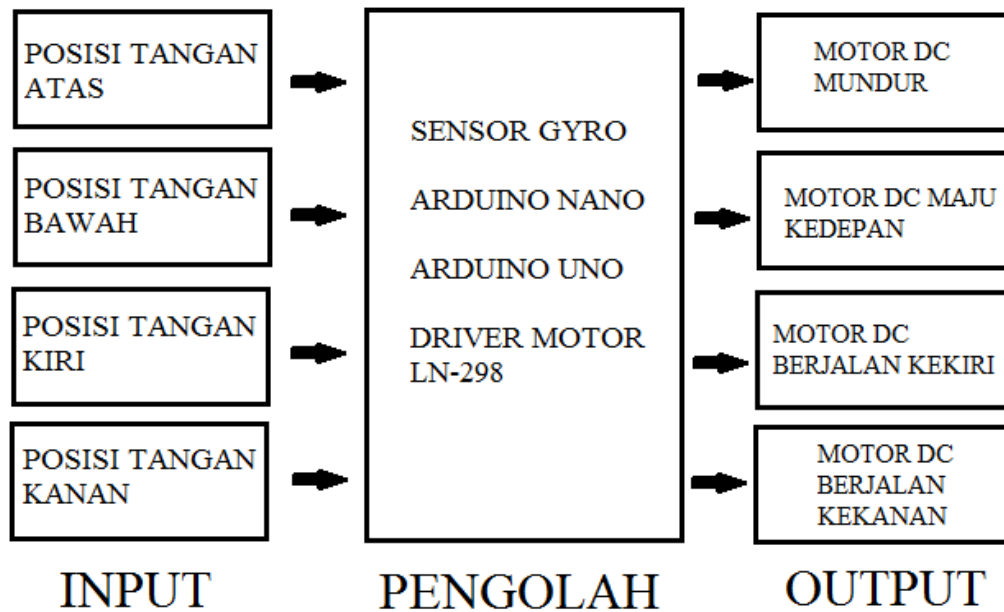 POSISI TANGAN
ATAS
POSISI TANGAN
BAWAH
POSISI TANGAN
KIRI
POSISI TANGAN
KANAN
INPUT
SENSOR GYRO
ARDUINO NANO
ARDUINO UNO
DRIVER MOTOR
LN-298
PENGOLAH
MOTOR DC
MUNDUR
MOTOR DC MAJU
KEDEPAN
MOTOR DC
BERJALAN KEKIRI
MOTOR DC
BERJALAN
KEKANAN
OUTPUT